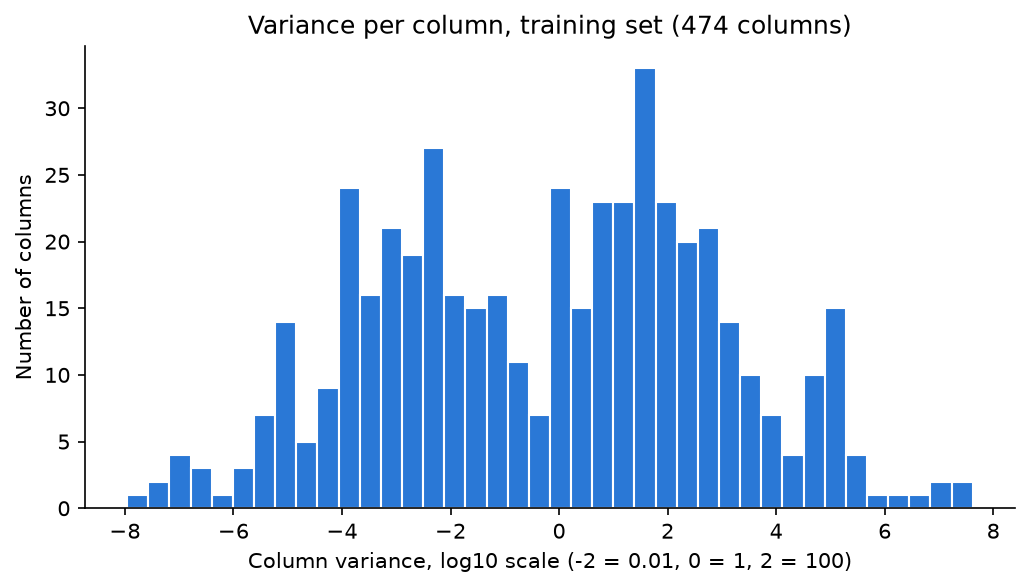 Variance per column, training set (474 columns)
Number of columns
30
25
20
15
10
5
0
−8 −6 −4 −2 0 2 4 6 8
Column variance, log10 scale (-2 = 0.01, 0 = 1, 2 = 100)